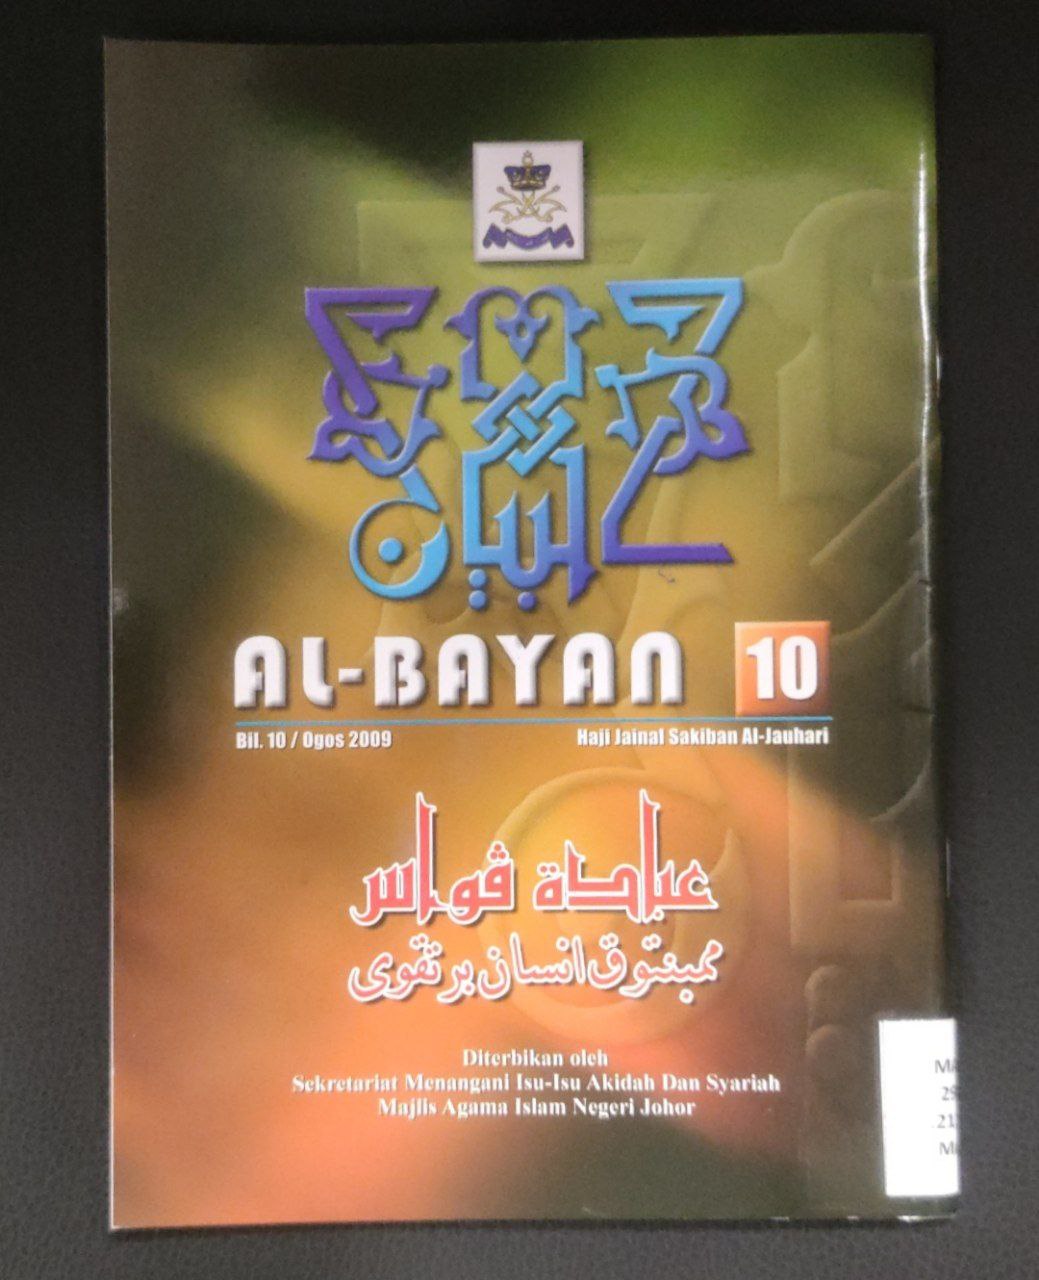 البيان
AL-BAYAN 10
Bil. 10 / Ogos 2009 Haji Jainal Sakiban Al-Jauhari
عبادة ڤواس
ممبنتوق انسان برتقوى
Diterbikan oleh
Sekretariat Menangani Isu-Isu Akidah Dan Syariah
Majlis Agama Islam Negeri Johor